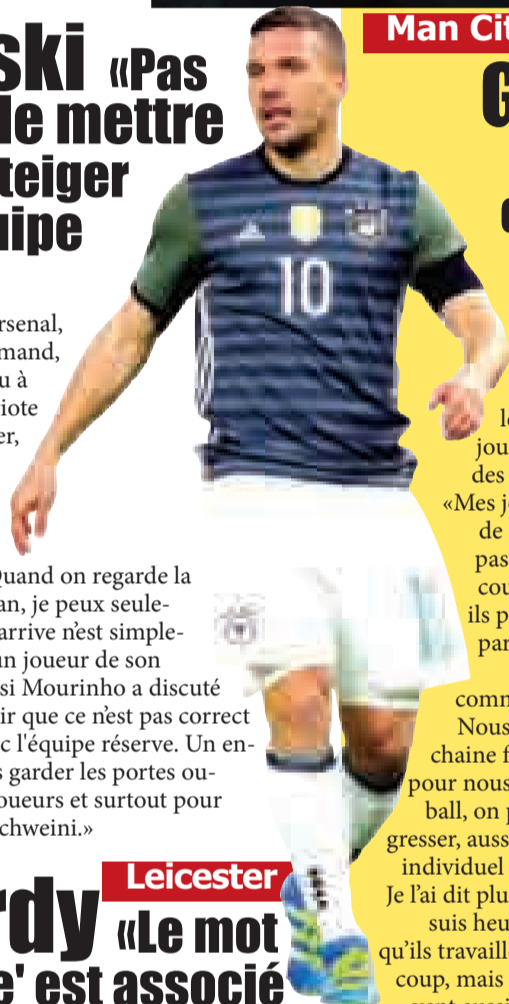 ski «Pas
le mettre
teiger
uipe
rsenal,
mand,
u à
iote
er,
Quand on regarde la
an, je peux seule-
arrive n'est simple-
un joueur de son
si Mourinho a discuté
ir que ce n'est pas correct
c l'équipe réserve. Un en-
s garder les portes ou-
oueurs et surtout pour
chweini.»
10
Leicester
rdy «Le mot
e' est associé
Man Cit
G
le
jou
des
«Mes j
de
pas
cou
ils p
par
comm
Nous
chaine f
pour nous
ball, on p
gresser, aus
individuel
Je l'ai dit plu
suis heu
qu'ils travaill
coup, mais